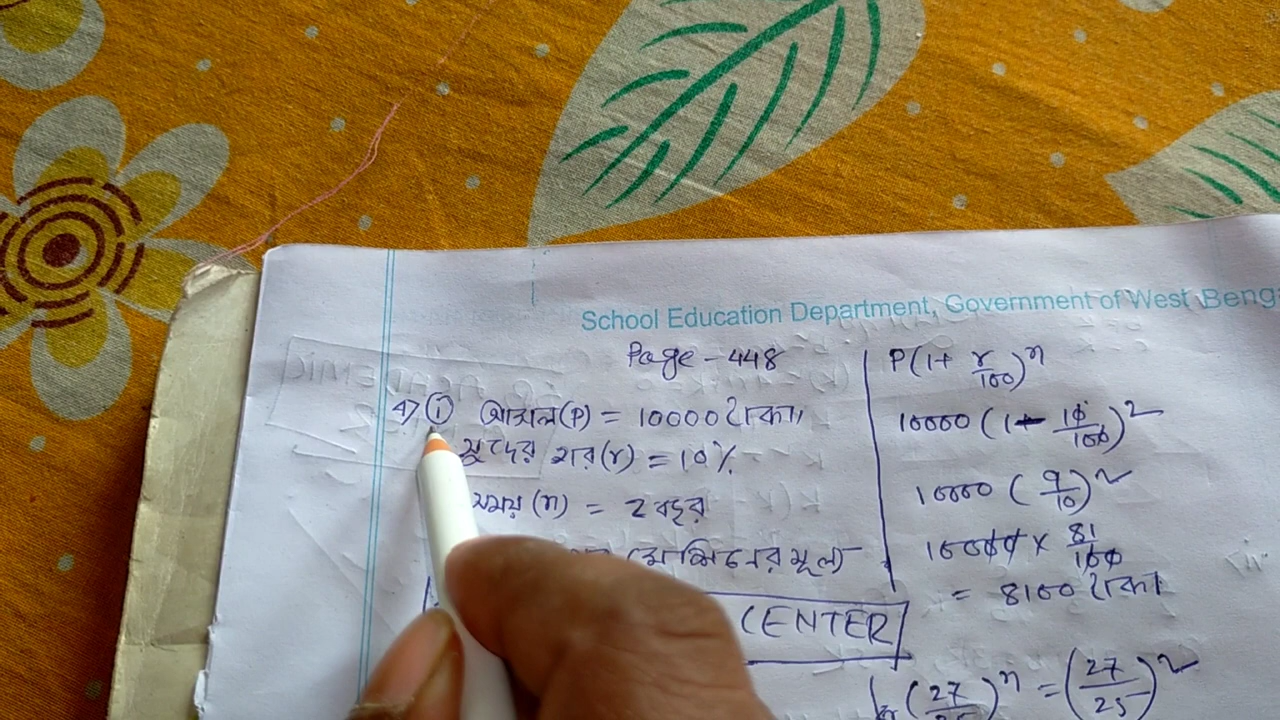 School Education Department, Government of West Beng
Page - 448
47 (i) আসল (P) = 10000 টাকা
সুদের হার (r) = 10%
সময় (n) = 2 বছর
মেশিনের মূল্য
CENTER
P(1+ r/100)^n
10000 (1- 10/100)^2
10000 (9/10)^2
10000 × 81/100
= 8100 টাকা
(27/25)^n = (27/25)^2